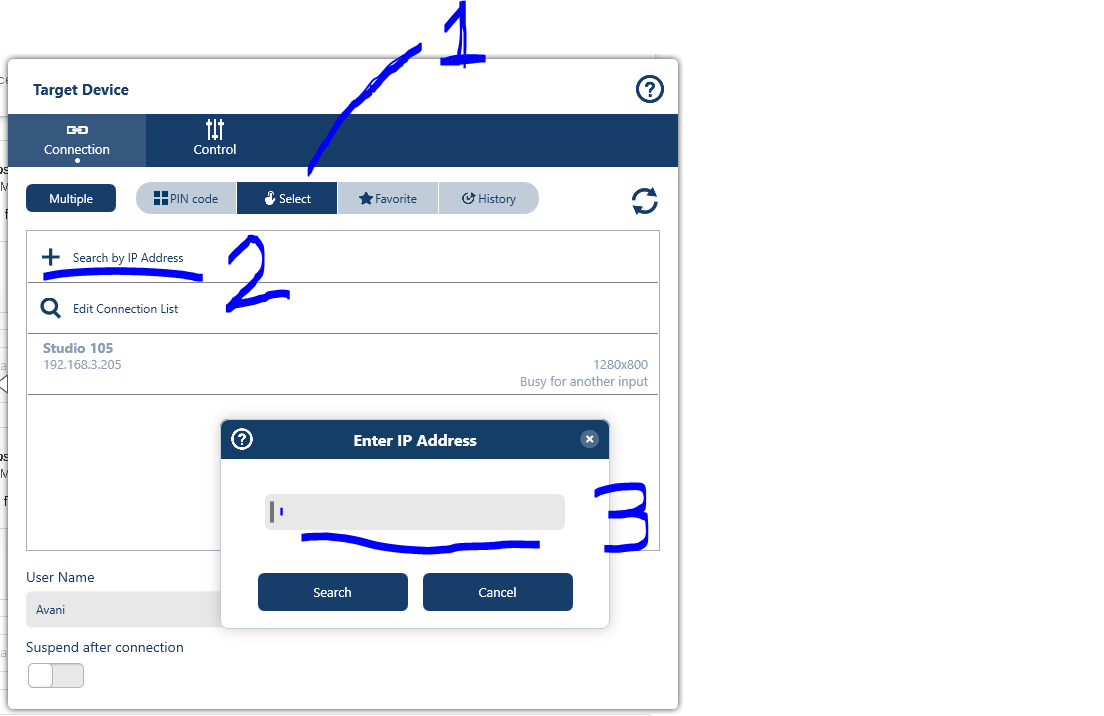 1
Target Device
Connection
Control
Multiple
PIN code
Select
Favorite
History
Search by IP Address
2
Edit Connection List
Studio 105
192.168.3.205
1280x800
Busy for another input
Enter IP Address
3
Search
Cancel
User Name
Avani
Suspend after connection